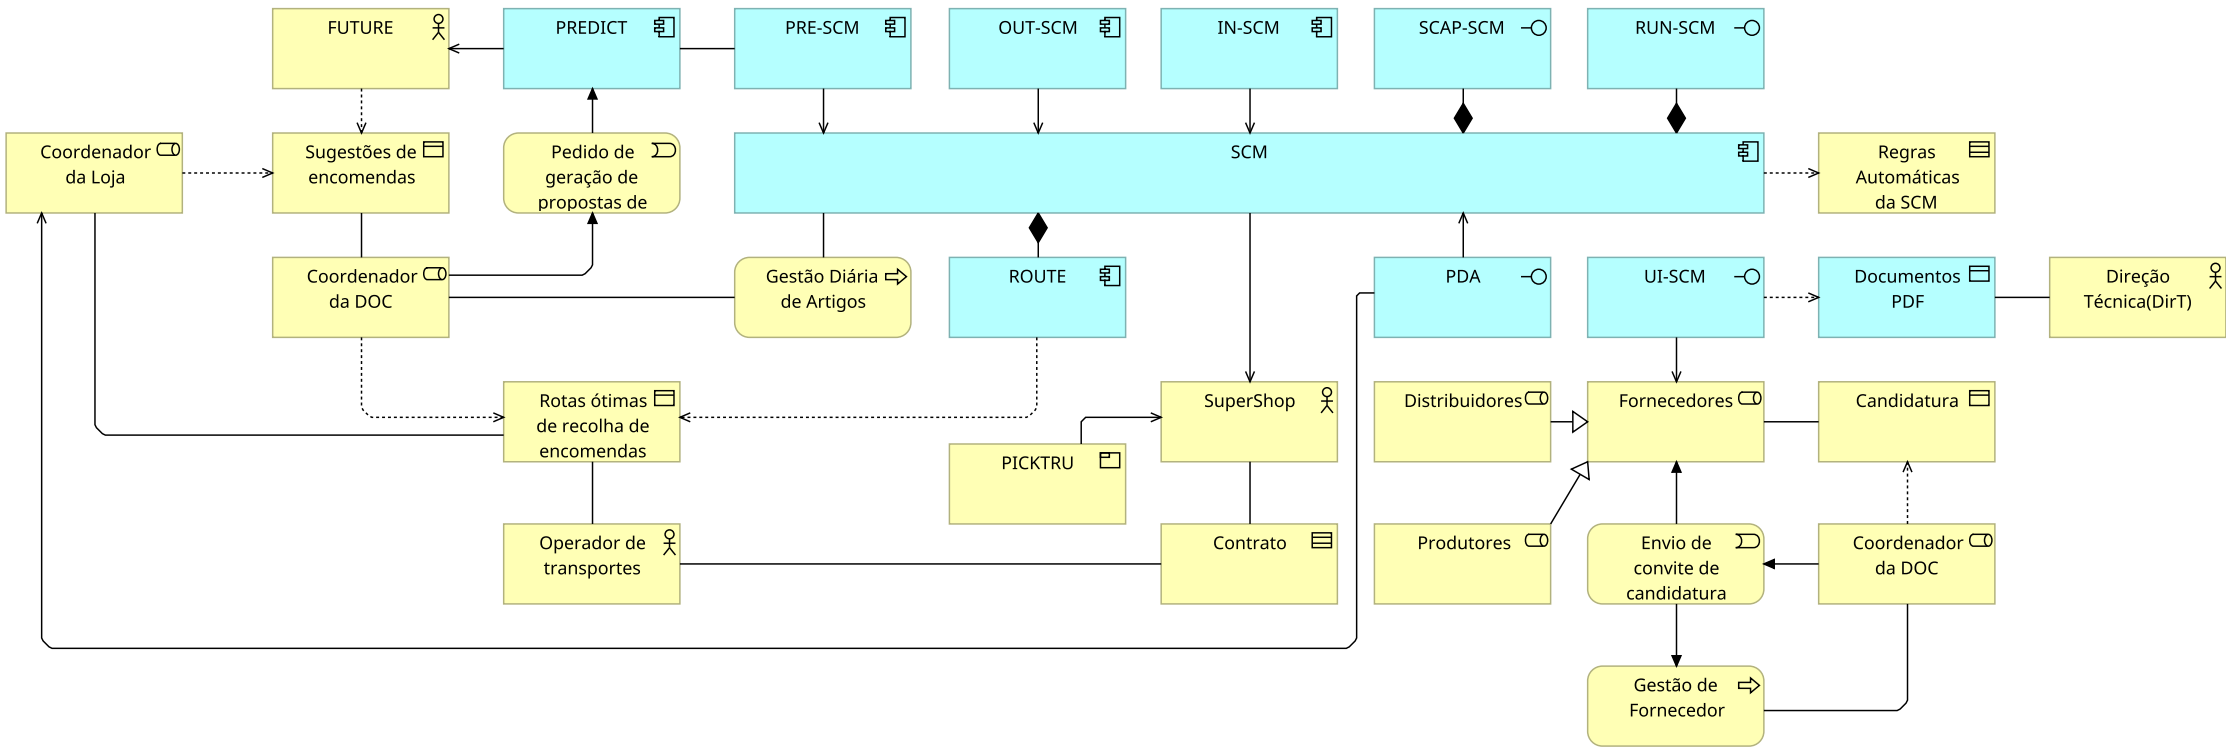 FUTURE
PREDICT
PRE-SCM
OUT-SCM
IN-SCM
SCAP-SCM
RUN-SCM
Coordenador
da Loja
Sugestões de
encomendas
Pedido de
geração de
propostas de
SCM
Regras
Automáticas
da SCM
Coordenador
da DOC
Gestão Diária
de Artigos
ROUTE
PDA
UI-SCM
Documentos
PDF
Direção
Técnica(DirT)
Rotas ótimas
de recolha de
encomendas
SuperShop
Distribuidores
Fornecedores
Candidatura
PICKTRU
Operador de
transportes
Contrato
Produtores
Envio de
convite de
candidatura
Coordenador
da DOC
Gestão de
Fornecedor